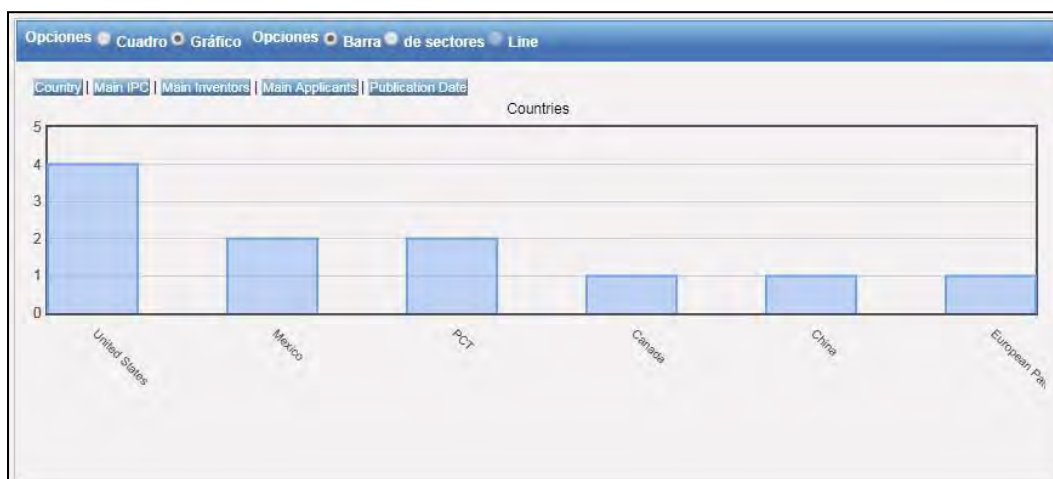 Opciones Cuadro Gráfico Opciones Barra de sectores Line
Country | Main IPC | Main Inventors | Main Applicants | Publication Date
Countries
5
4
3
2
1
0
United States
Mexico
PCT
Canada
China
European